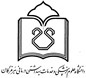 دانشگاه علوم پزشکی و خدمات بهداشتی درمانی هرمزگان